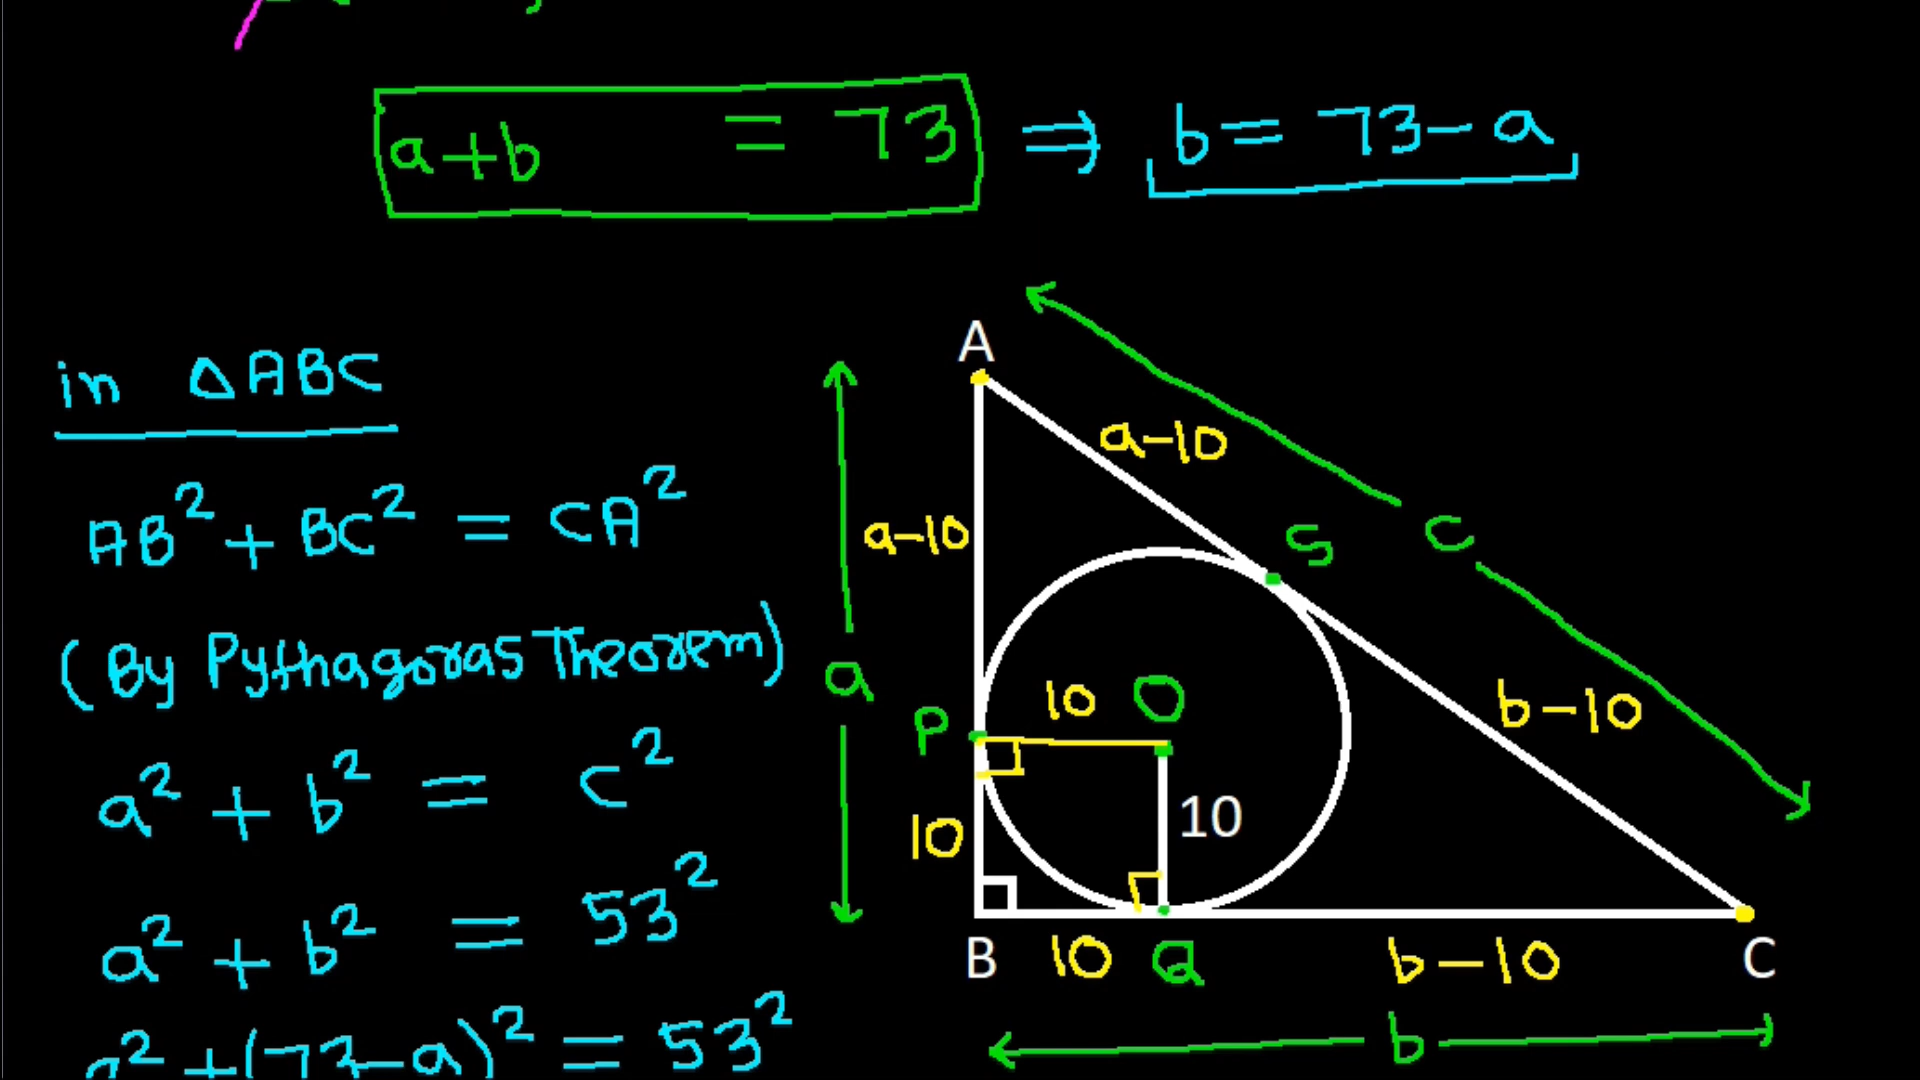 a+b = 73 ⇒ b = 73-a
in △ABC
AB² + BC² = CA²
(By Pythagoras Theorem)
a² + b² = c²
a² + b² = 53²
a² + (73-a)² = 53²
A
a-10
a-10
S
c
a
P
10
O
b-10
10
10
B
10
Q
b-10
C
b